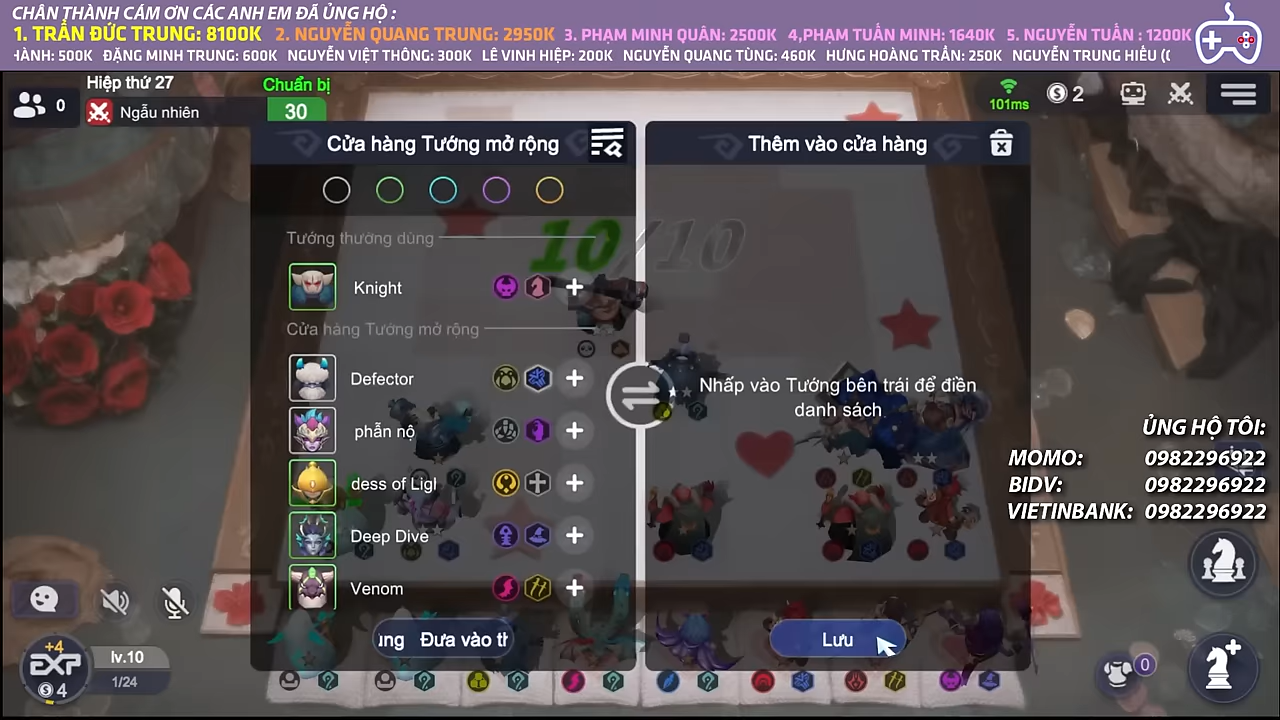 CHÂN THÀNH CÁM ƠN CÁC ANH EM ĐÃ ỦNG HỘ :
1. TRẦN ĐỨC TRUNG: 8100K 2. NGUYỄN QUANG TRUNG: 2950K 3. PHẠM MINH QUÂN: 2500K 4,PHẠM TUẤN MINH: 1640K 5. NGUYỄN TUẤN : 1200K
HÀNH: 500K ĐẶNG MINH TRUNG: 600K NGUYỄN VIỆT THÔNG: 300K LÊ VINH HIỆP: 200K NGUYỄN QUANG TÙNG: 460K HƯNG HOÀNG TRẦN: 250K NGUYỄN TRUNG HIẾU ((
Hiệp thứ 27
Chuẩn bị
0
Ngẫu nhiên
30
101ms
2
Cửa hàng Tướng mở rộng
Thêm vào cửa hàng
10/10
Tướng thường dùng
Knight
Cửa hàng Tướng mở rộng
Defector
phẫn nộ
dess of Ligl
Deep Dive
Venom
ụng Đưa vào th
Nhấp vào Tướng bên trái để điền
danh sách
Lưu
ỦNG HỘ TÔI:
MOMO: 0982296922
BIDV: 0982296922
VIETINBANK: 0982296922
+4
EXP
4
lv.10
1/24
0